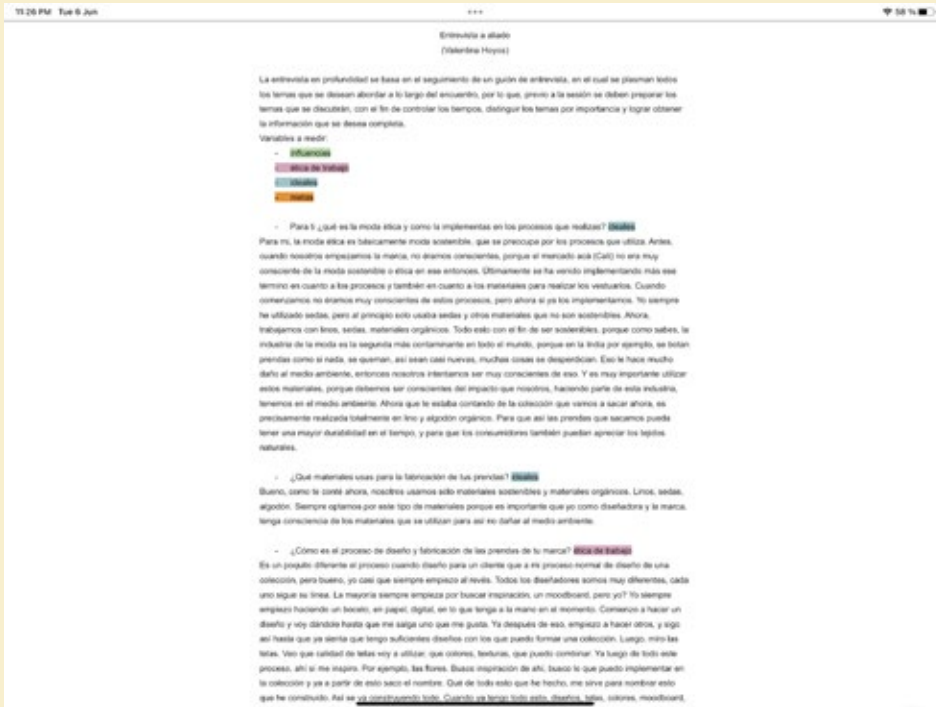 11:26 PM Tue 6 Jun
58 %
Entrevista a aliado
(Valentina Hoyos)
La entrevista en profundidad se basa en el seguimiento de un guión de entrevista, en el cual se plasman todos
los temas que se desean abordar a lo largo del encuentro, por lo que, previo a la sesión se deben preparar los
temas que se discutirán, con el fin de controlar los tiempos, distinguir los temas por importancia y lograr obtener
la información que se desea completa.
Variables a medir:
- influencias
- ética de trabajo
- ideales
- metas
- Para ti ¿qué es la moda ética y como la implementas en los procesos que realizas? ideales
Para mi, la moda ética es básicamente moda sostenible, que se preocupa por los procesos que utiliza. Antes,
cuando nosotros empezamos la marca, no éramos conscientes, porque el mercado acá (Cali) no era muy
consciente de la moda sostenible o ética en ese entonces. Últimamente se ha venido implementando más ese
término en cuanto a los procesos y también en cuanto a los materiales para realizar los vestuarios. Cuando
comenzamos no éramos muy conscientes de estos procesos, pero ahora si ya los implementamos. Yo siempre
he utilizado sedas, pero al principio solo usaba sedas y otros materiales que no son sostenibles. Ahora,
trabajamos con linos, sedas, materiales orgánicos. Todo esto con el fin de ser sostenibles, porque como sabes, la
industria de la moda es la segunda más contaminante en todo el mundo, porque en la India por ejemplo, se botan
prendas como si nada, se queman, así sean casi nuevas, muchas cosas se desperdician. Eso le hace mucho
daño al medio ambiente, entonces nosotros intentamos ser muy conscientes de eso. Y es muy importante utilizar
estos materiales, porque debemos ser conscientes del impacto que nosotros, haciendo parte de esta industria,
tenemos en el medio ambiente. Ahora que te estaba contando de la colección que vamos a sacar ahora, es
precisamente realizada totalmente en lino y algodón orgánico. Para que así las prendas que sacamos pueda
tener una mayor durabilidad en el tiempo, y para que los consumidores también puedan apreciar los tejidos
naturales.
- ¿Qué materiales usas para la fabricación de tus prendas? ideales
Bueno, como te conté ahora, nosotros usamos solo materiales sostenibles y materiales orgánicos. Linos, sedas,
algodón. Siempre optamos por este tipo de materiales porque es importante que yo como diseñadora y la marca,
tenga consciencia de los materiales que se utilizan para así no dañar al medio ambiente.
- ¿Cómo es el proceso de diseño y fabricación de las prendas de tu marca? ética de trabajo
Es un poquito diferente el proceso cuando diseño para un cliente que a mi proceso normal de diseño de una
colección, pero bueno, yo casi que siempre empiezo al revés. Todos los diseñadores somos muy diferentes, cada
uno sigue su línea. La mayoría siempre empieza por buscar inspiración, un moodboard, pero yo? Yo siempre
empiezo haciendo un boceto, en papel, digital, en lo que tenga a la mano en el momento. Comienzo a hacer un
diseño y voy dándole hasta que me salga uno que me gusta. Ya después de eso, empiezo a hacer otros, y sigo
así hasta que ya sienta que tengo suficientes diseños con los que puedo formar una colección. Luego, miro las
telas. Veo que calidad de telas voy a utilizar, que colores, texturas, que puedo combinar. Ya luego de todo este
proceso, ahí si me inspiro. Por ejemplo, las flores. Busco inspiración de ahí, busco lo que puedo implementar en
la colección y ya a partir de esto saco el nombre. Qué de todo esto que he hecho, me sirve para nombrar esto
que he construido. Así se va construyendo todo. Cuando ya tengo todo esto, diseños, telas, colores, moodboard,